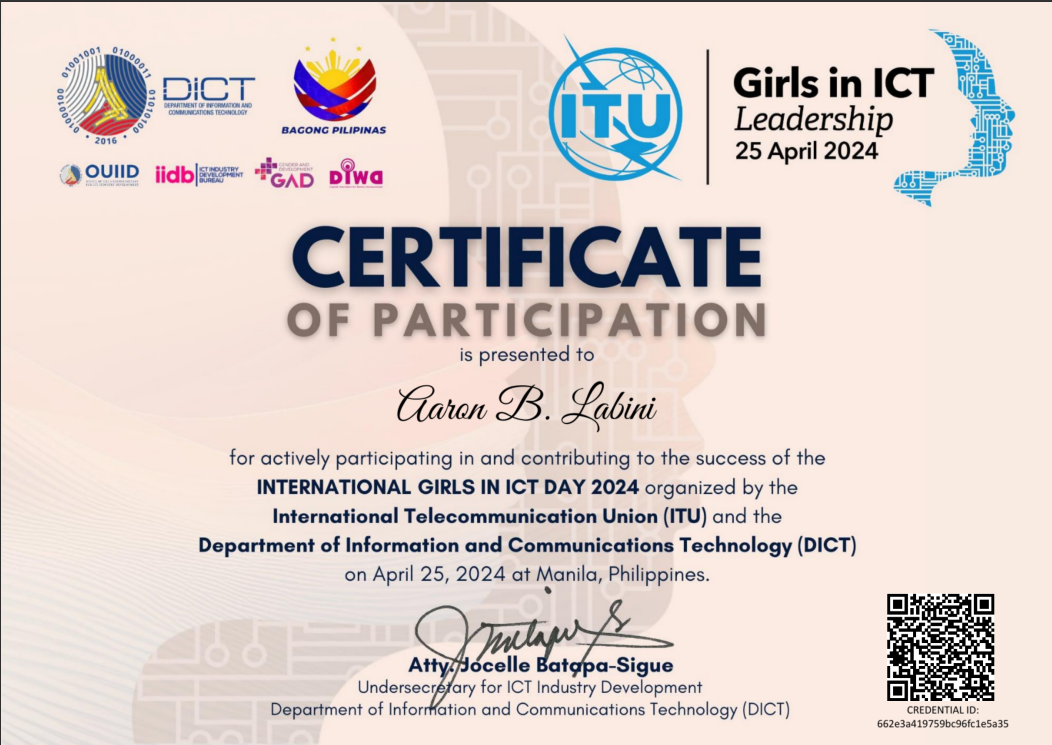 01001001 01000011 01000100 01010100
2016
DICT
DEPARTMENT OF INFORMATION AND
COMMUNICATIONS TECHNOLOGY
BAGONG PILIPINAS
OUIID
iidb
ICT INDUSTRY
DEVELOPMENT
BUREAU
GENDER AND
DEVELOPMENT
GAD
DIWA
ITU
Girls in ICT
Leadership
25 April 2024
CERTIFICATE
OF PARTICIPATION
is presented to
Aaron B. Labini
for actively participating in and contributing to the success of the
INTERNATIONAL GIRLS IN ICT DAY 2024 organized by the
International Telecommunication Union (ITU) and the
Department of Information and Communications Technology (DICT)
on April 25, 2024 at Manila, Philippines.
Atty. Jocelle Batapa-Sigue
Undersecretary for ICT Industry Development
Department of Information and Communications Technology (DICT)
CREDENTIAL ID:
662e3a419759bc96fc1e5a35